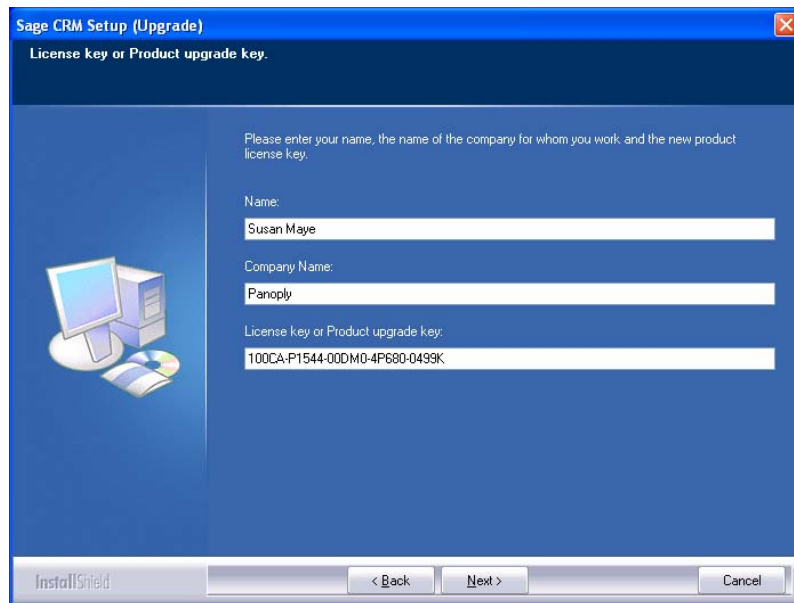 Sage CRM Setup (Upgrade)
License key or Product upgrade key.
Please enter your name, the name of the company for whom you work and the new product
license key.
Name:
Susan Maye
Company Name:
Panoply
License key or Product upgrade key:
100CA-P1544-00DM0-4P680-0499K
InstallShield
< Back
Next >
Cancel